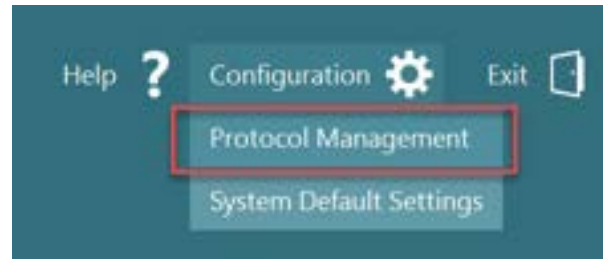 Help ? Configuration Exit
Protocol Management
System Default Settings